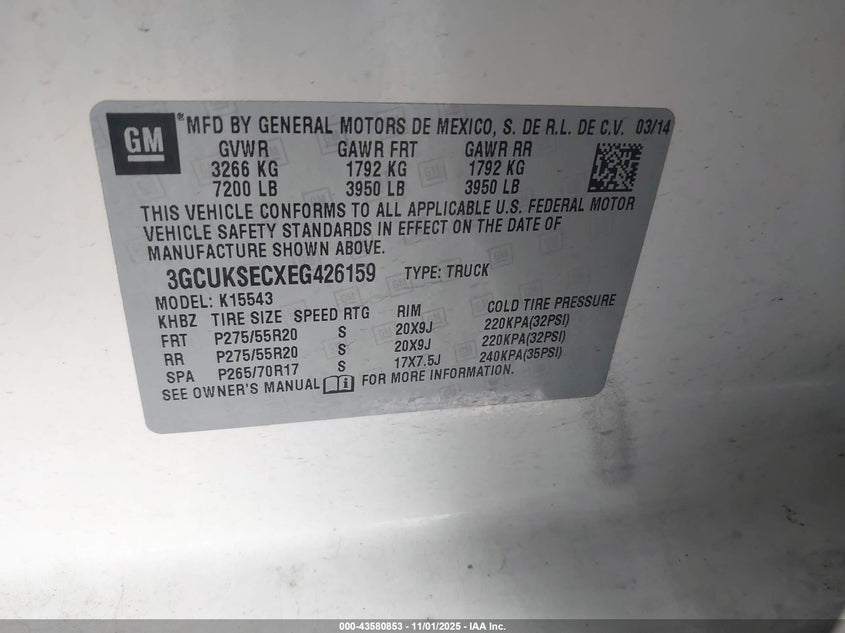 GM
®MFD BY GENERAL MOTORS DE MEXICO, S. DE R.L. DE C.V. 03/14
GVWR GAWR FRT GAWR RR
3266 KG 1792 KG 1792 KG
7200 LB 3950 LB 3950 LB
THIS VEHICLE CONFORMS TO ALL APPLICABLE U.S. FEDERAL MOTOR
VEHICLE SAFETY STANDARDS IN EFFECT ON THE DATE OF
MANUFACTURE SHOWN ABOVE.
3GCUKSECXEG426159 TYPE: TRUCK
MODEL: K15543
KHBZ TIRE SIZE SPEED RTG RIM COLD TIRE PRESSURE
FRT P275/55R20 S 20X9J 220KPA(32PSI)
RR P275/55R20 S 20X9J 220KPA(32PSI)
SPA P265/70R17 S 17X7.5J 240KPA(35PSI)
SEE OWNER'S MANUAL FOR MORE INFORMATION.
000-43580853 - 11/01/2025 - IAA Inc.